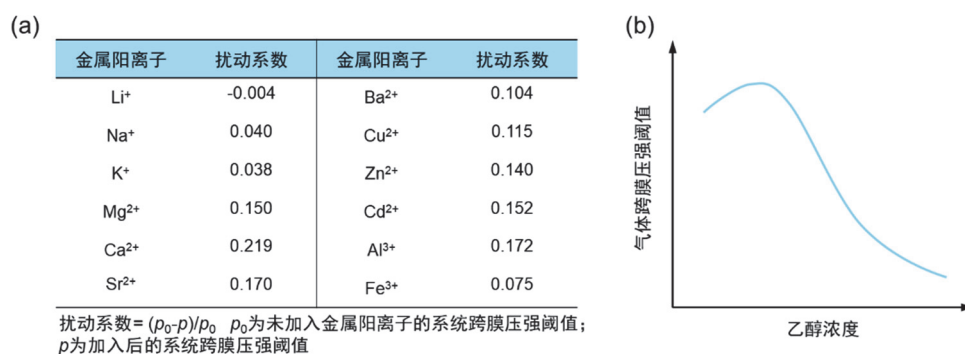 (a)
金属阳离子 扰动系数 金属阳离子 扰动系数
Li⁺ -0.004 Ba²⁺ 0.104
Na⁺ 0.040 Cu²⁺ 0.115
K⁺ 0.038 Zn²⁺ 0.140
Mg²⁺ 0.150 Cd²⁺ 0.152
Ca²⁺ 0.219 Al³⁺ 0.172
Sr²⁺ 0.170 Fe³⁺ 0.075
扰动系数= (p₀-p)/p₀ p₀为未加入金属阳离子的系统跨膜压强阈值;
p为加入后的系统跨膜压强阈值
(b)
气体跨膜压强阈值
乙醇浓度